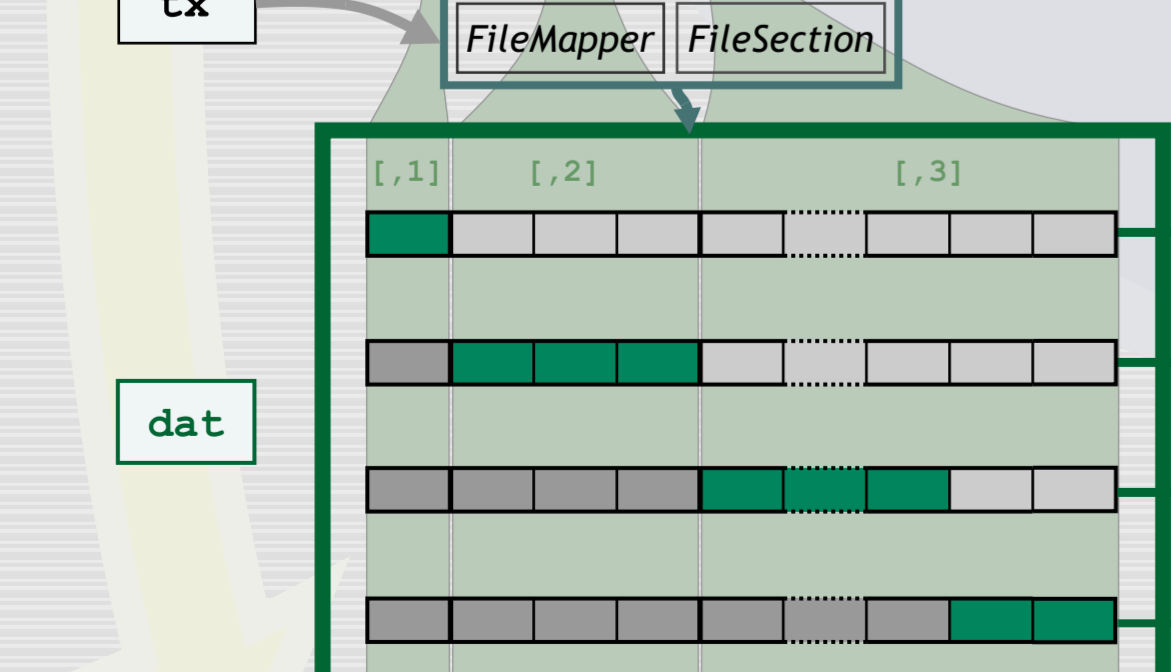 tx
FileMapper FileSection
[,1] [,2] [,3]
dat